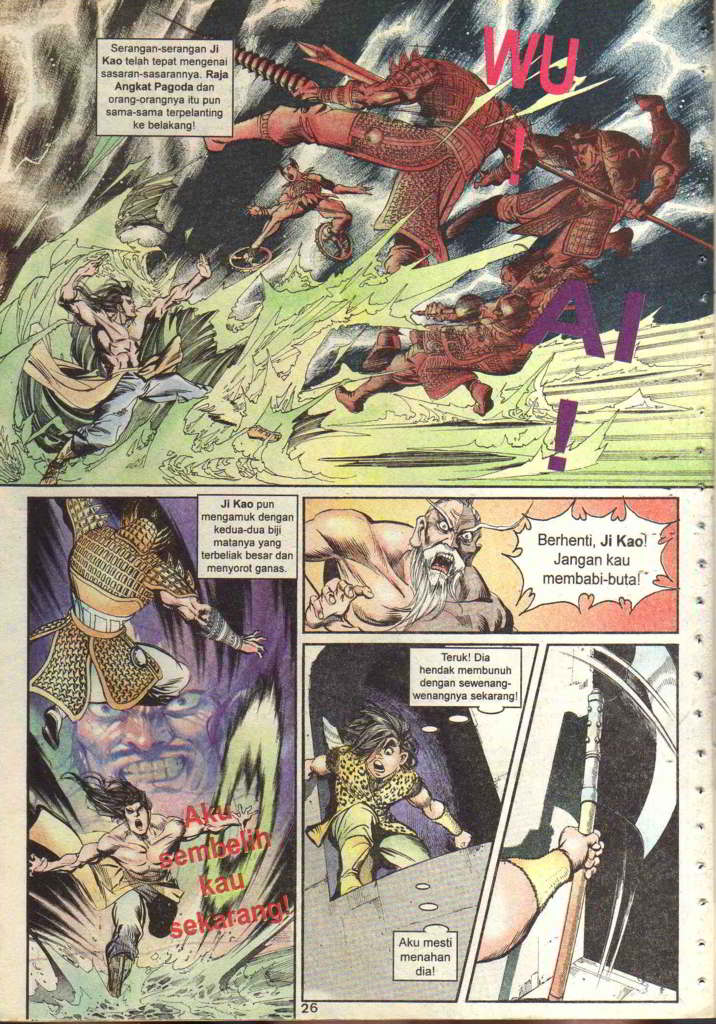 Serangan-serangan Ji
Kao telah tepat mengenai
sasaran-sasarannya. Raja
Angkat Pagoda dan
orang-orangnya itu pun
sama-sama terpelanting
ke belakang!
WU
!
AI
!
Ji Kao pun
mengamuk dengan
kedua-dua biji
matanya yang
terbeliak besar dan
menyorot ganas.
Aku
sembelih
kau
sekarang!
Berhenti, Ji Kao!
Jangan kau
membabi-buta!
Teruk! Dia
hendak membunuh
dengan sewenang-
wenangnya sekarang!
Aku mesti
menahan
dia!
26